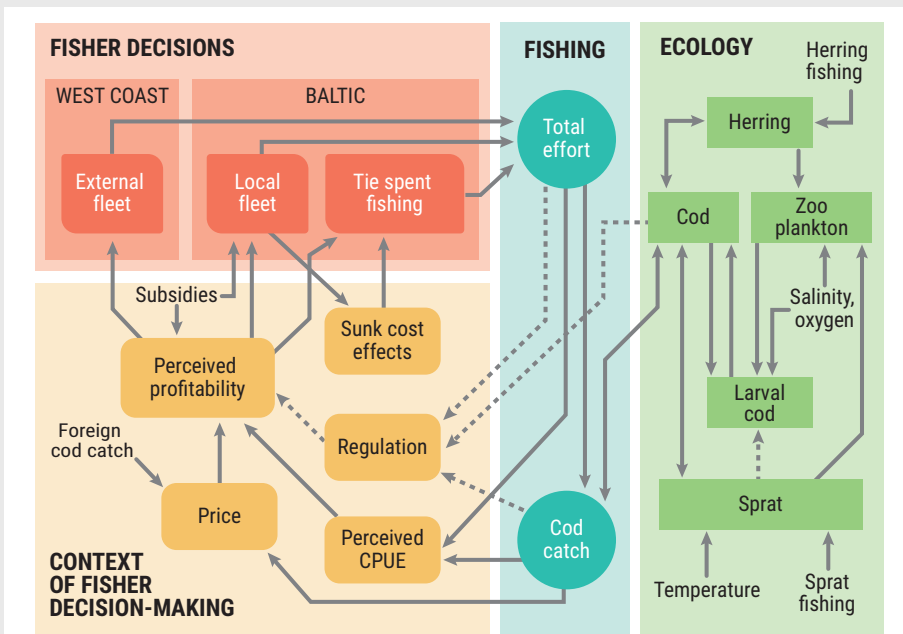 FISHER DECISIONS
WEST COAST
BALTIC
External
fleet
Local
fleet
Tie spent
fishing
Subsidies
Perceived
profitability
Sunk cost
effects
Foreign
cod catch
Regulation
Price
Perceived
CPUE
CONTEXT
OF FISHER
DECISION-MAKING
FISHING
Total
effort
Cod
catch
ECOLOGY
Herring
fishing
Herring
Cod
Zoo
plankton
Salinity,
oxygen
Larval
cod
Sprat
Temperature
Sprat
fishing